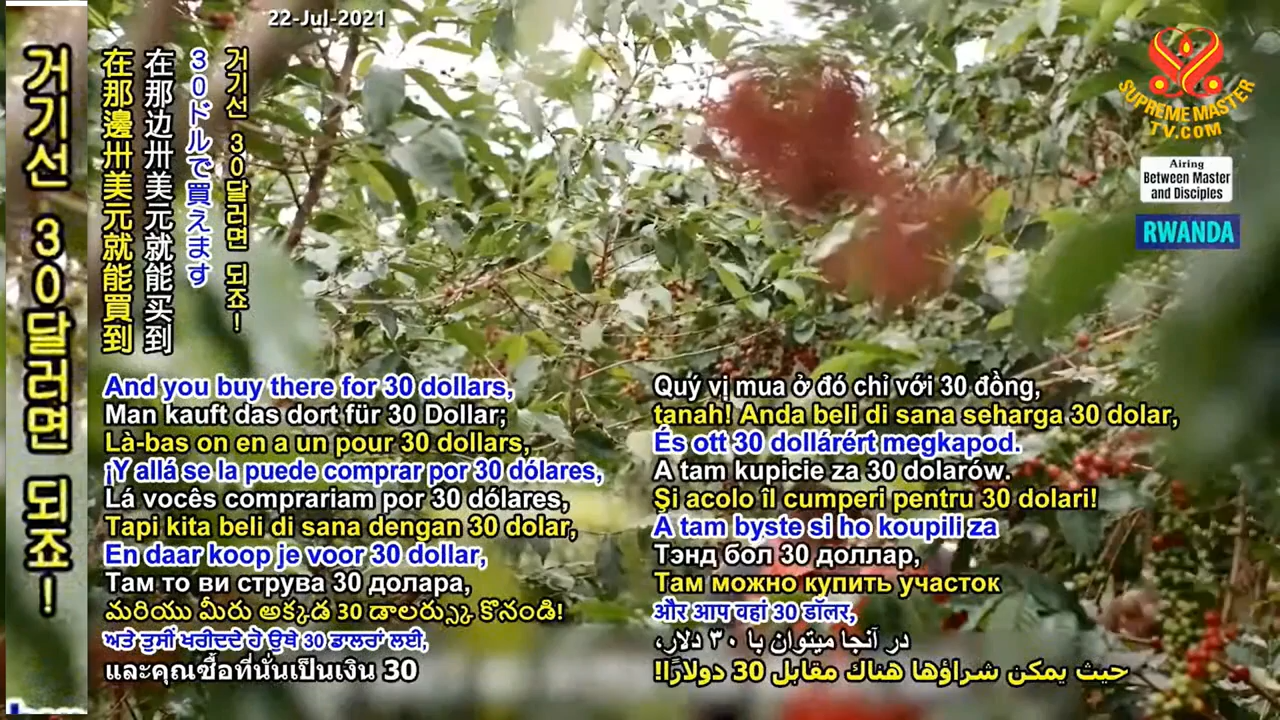 22-Jul-2021
거기선 30달러면 되죠!
在那邊卅美元就能買到
在那边卅美元就能买到
30ドルで買えます
거기선 30달러면 되죠!
SUPREME MASTER
TV.COM
Airing
Between Master
and Disciples
RWANDA
And you buy there for 30 dollars,
Man kauft das dort für 30 Dollar;
Là-bas on en a un pour 30 dollars,
¡Y allá se la puede comprar por 30 dólares,
Lá vocês comprariam por 30 dólares,
Tapi kita beli di sana dengan 30 dolar,
En daar koop je voor 30 dollar,
Там то ви струва 30 долара,
మరియు మీరు అక్కడ 30 డాలర్స్కు కొనండి!
ਅਤੇ ਤੁਸੀਂ ਖਰੀਦਦੇ ਹੋ ਉਥੇ 30 ਡਾਲਰਾਂ ਲਈ,
และคุณซื้อที่นั่นเป็นเงิน 30
Quý vị mua ở đó chỉ với 30 đồng,
tanah! Anda beli di sana seharga 30 dolar,
És ott 30 dollárért megkapod.
A tam kupicie za 30 dolarów.
Și acolo îl cumperi pentru 30 dolari!
A tam byste si ho koupili za
Тэнд бол 30 доллар,
Там можно купить участок
और आप वहां 30 डॉलर,
در آنجا میتوان با ۳۰ دلار،
حيث يمكن شراؤها هناك مقابل 30 دولارًا!